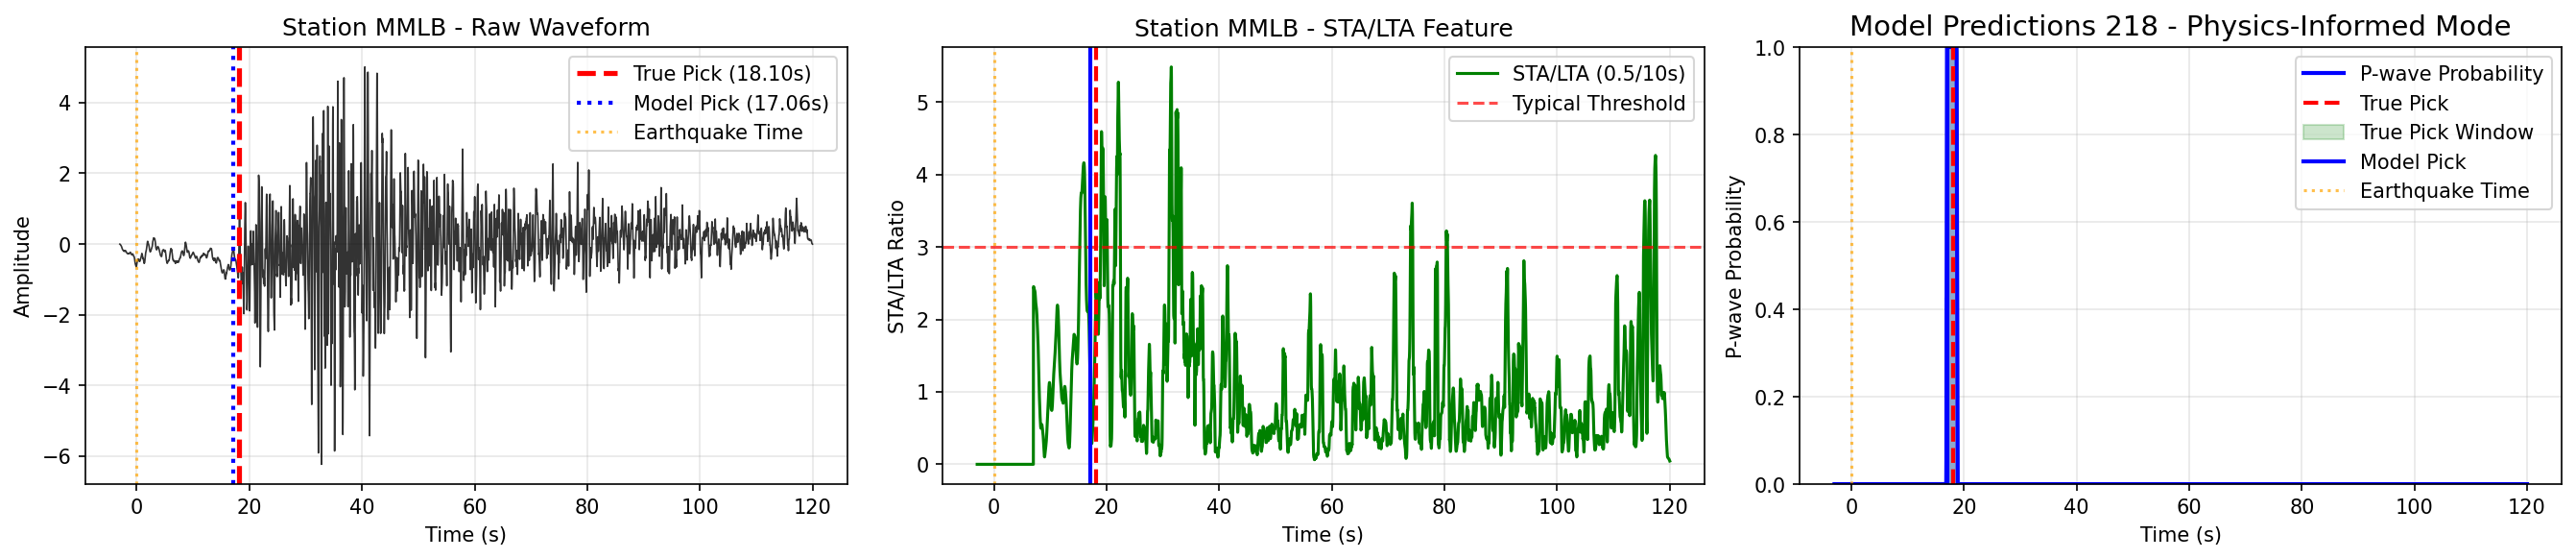 Station MMLB - Raw Waveform
True Pick (18.10s)
Model Pick (17.06s)
Earthquake Time
Amplitude
4
2
0
−2
−4
−6
0 20 40 60 80 100 120
Time (s)
Station MMLB - STA/LTA Feature
STA/LTA (0.5/10s)
Typical Threshold
STA/LTA Ratio
5
4
3
2
1
0
0 20 40 60 80 100 120
Time (s)
Model Predictions 218 - Physics-Informed Mode
P-wave Probability
True Pick
True Pick Window
Model Pick
Earthquake Time
P-wave Probability
1.0
0.8
0.6
0.4
0.2
0.0
0 20 40 60 80 100 120
Time (s)